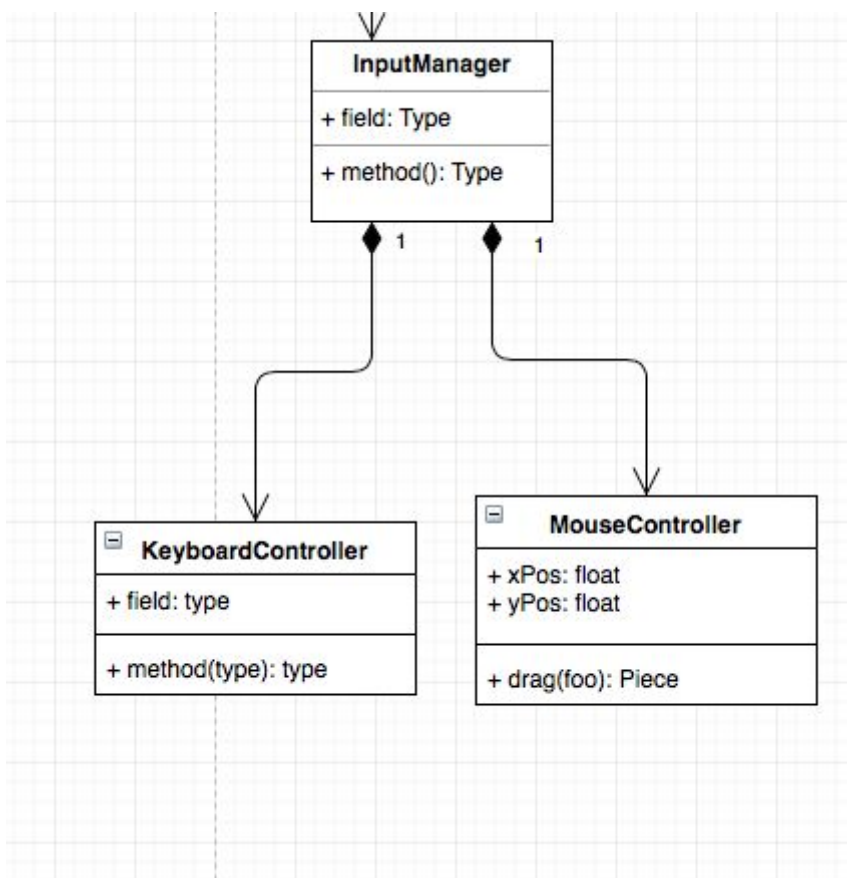 InputManager
+ field: Type
+ method(): Type
1
1
KeyboardController
+ field: type
+ method(type): type
MouseController
+ xPos: float
+ yPos: float
+ drag(foo): Piece